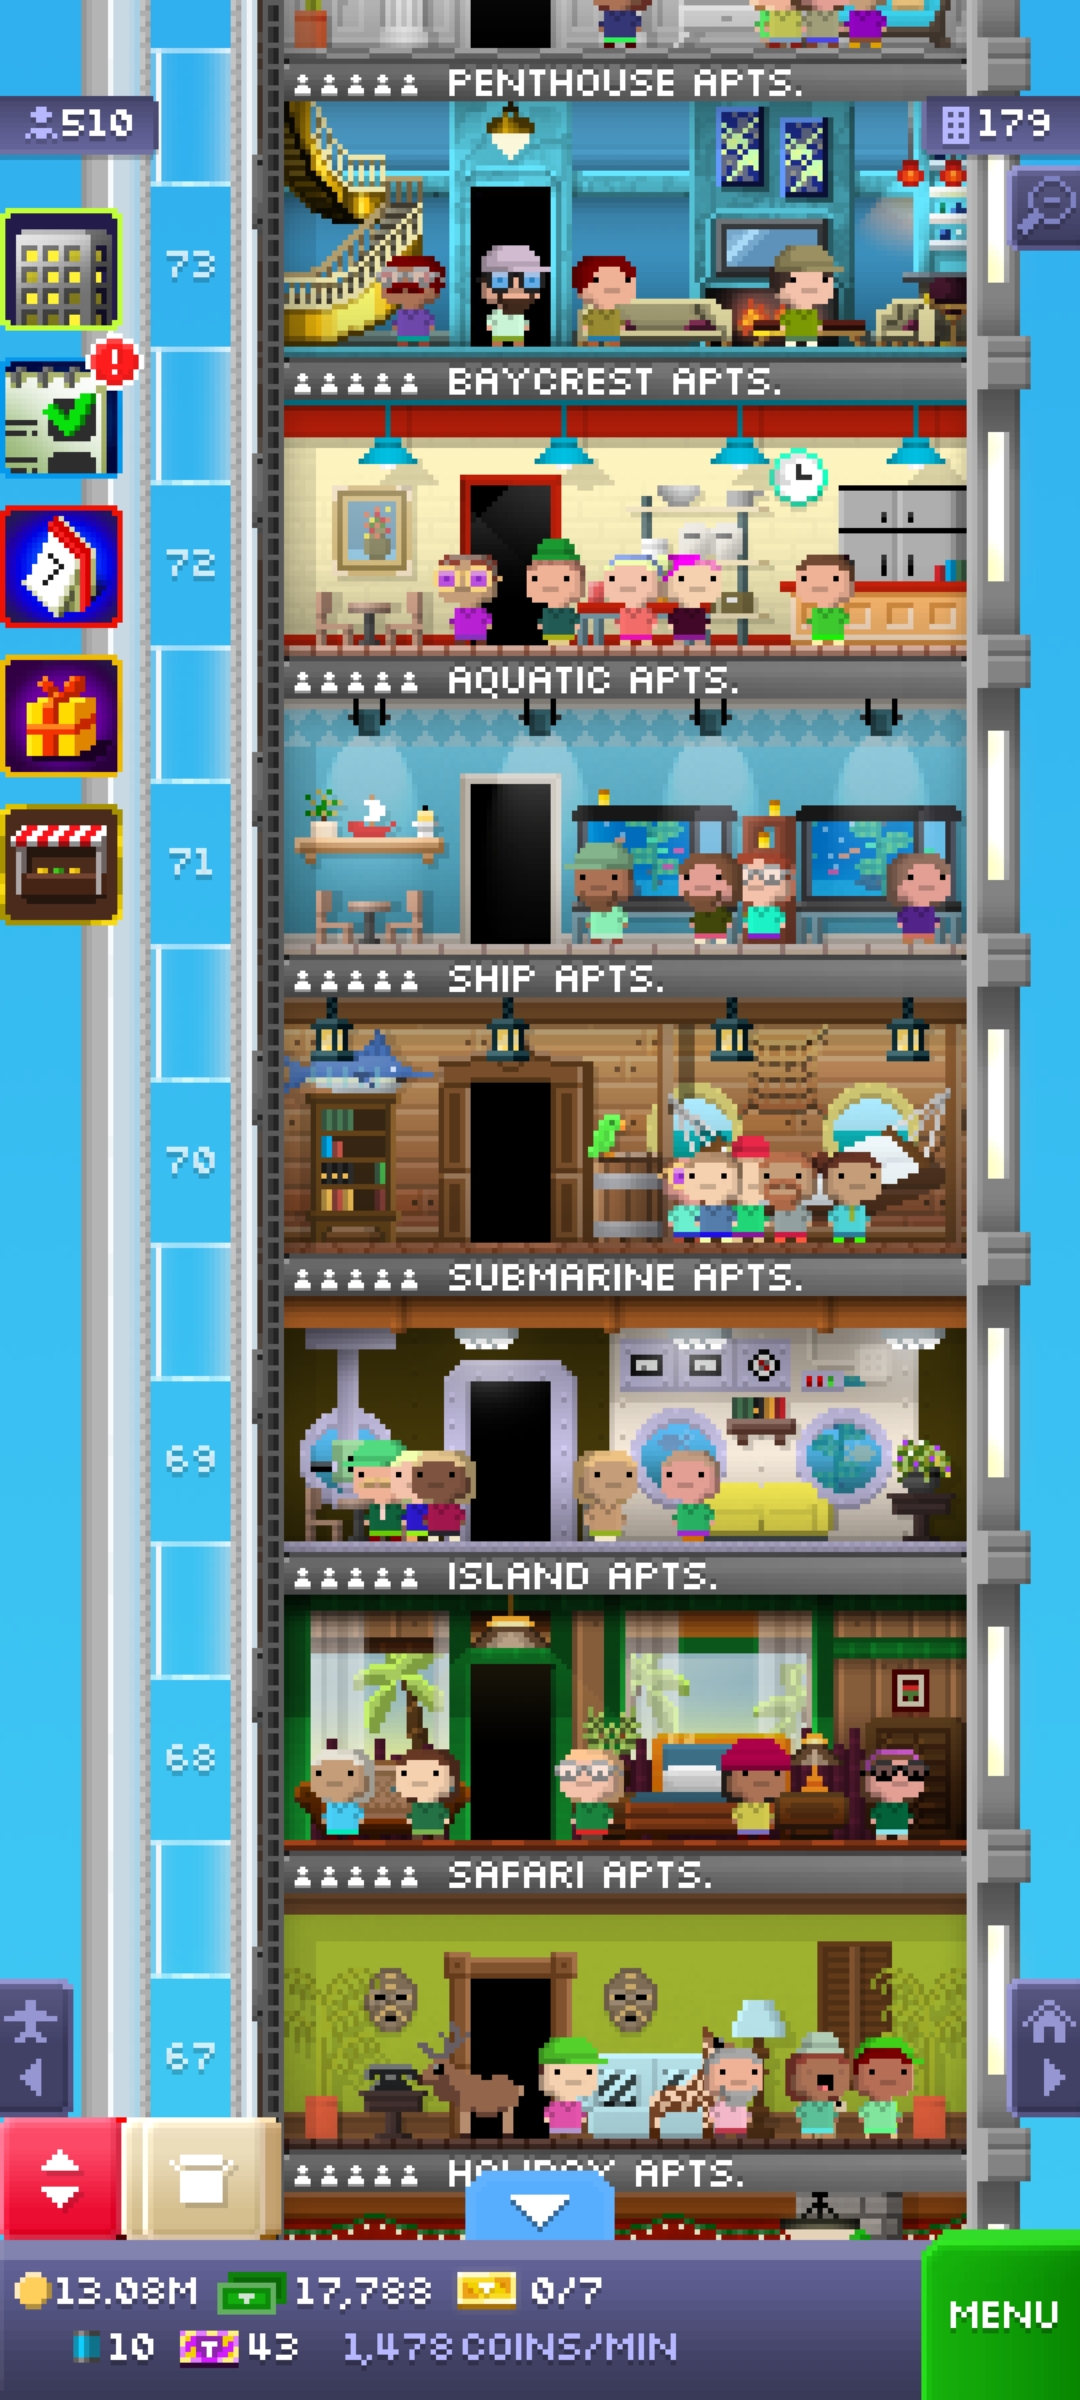 PENTHOUSE APTS.
510
179
73
BAYCREST APTS.
72
7
AQUATIC APTS.
71
SHIP APTS.
70
SUBMARINE APTS.
69
ISLAND APTS.
68
SAFARI APTS.
67
APTS.
13.08M 17,788 0/7
MENU
10 43 1,478 COINS/MIN